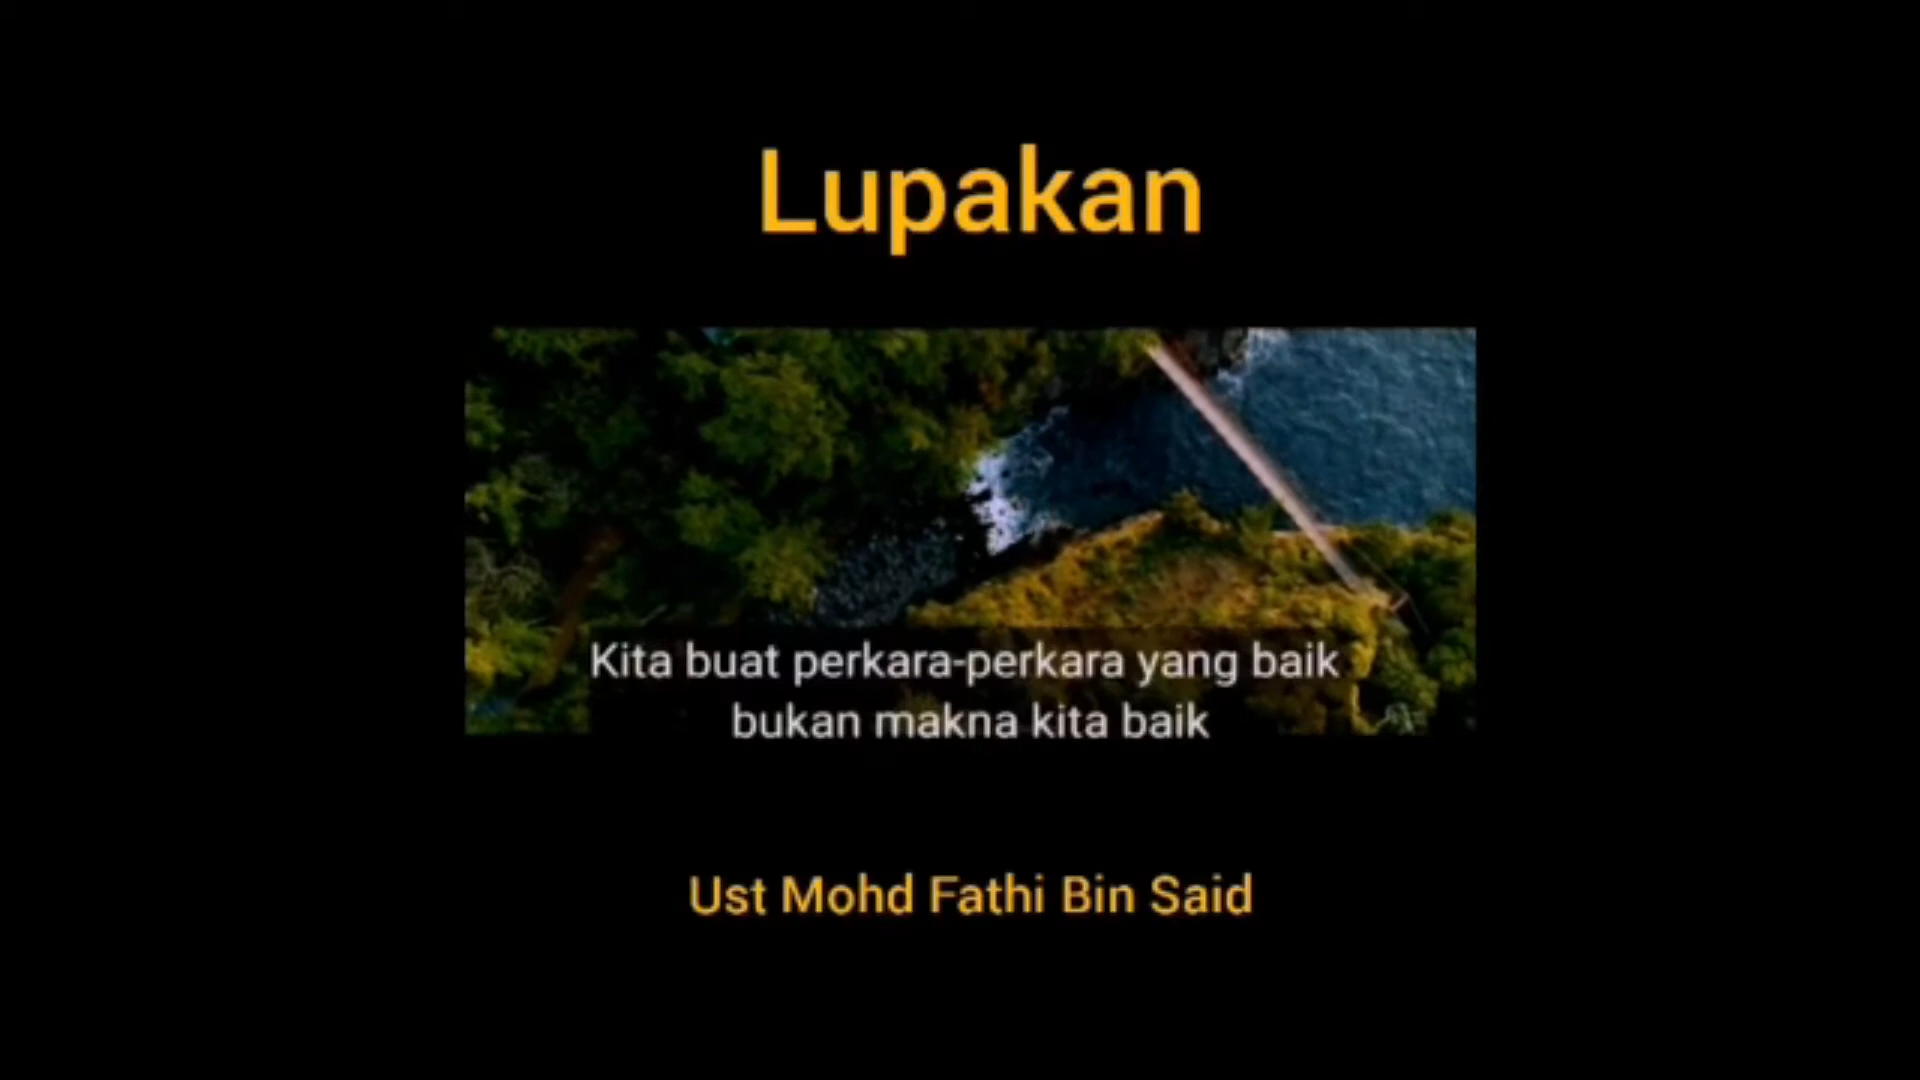 Lupakan
Kita buat perkara-perkara yang baik
bukan makna kita baik
Ust Mohd Fathi Bin Said